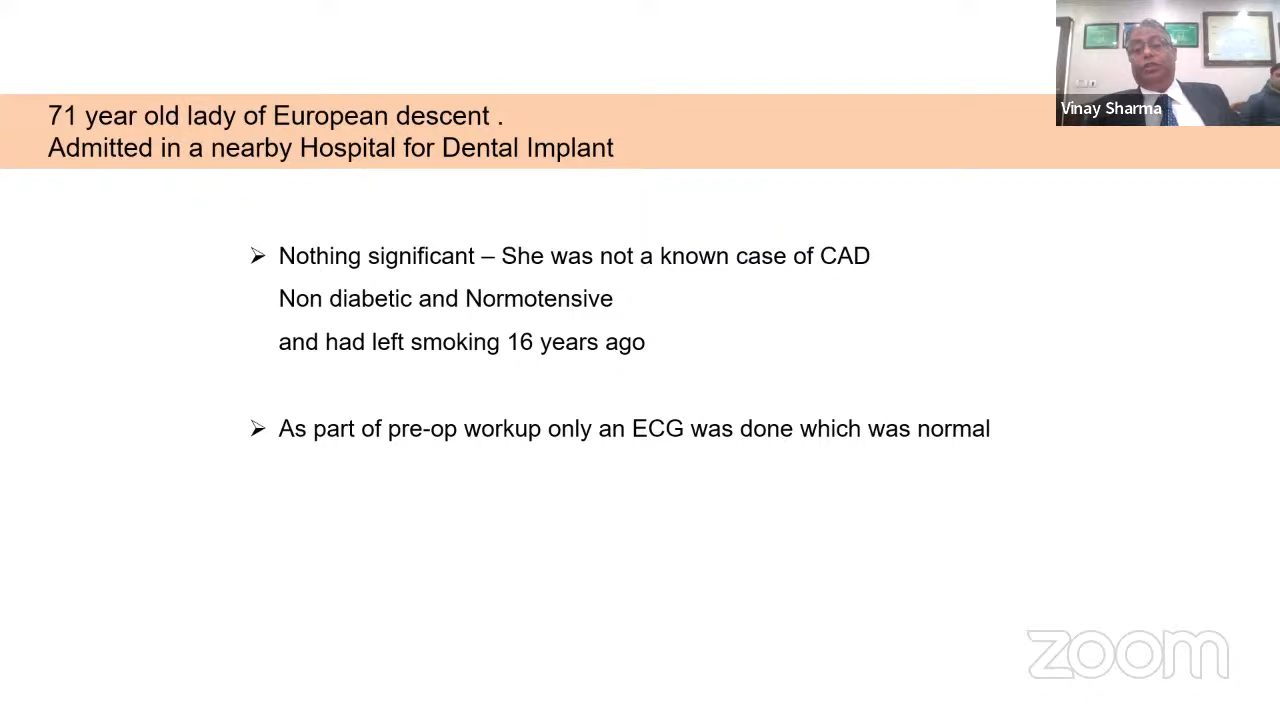 71 year old lady of European descent .
Admitted in a nearby Hospital for Dental Implant
Vinay Sharma
➢ Nothing significant – She was not a known case of CAD
Non diabetic and Normotensive
and had left smoking 16 years ago
➢ As part of pre-op workup only an ECG was done which was normal
zoom